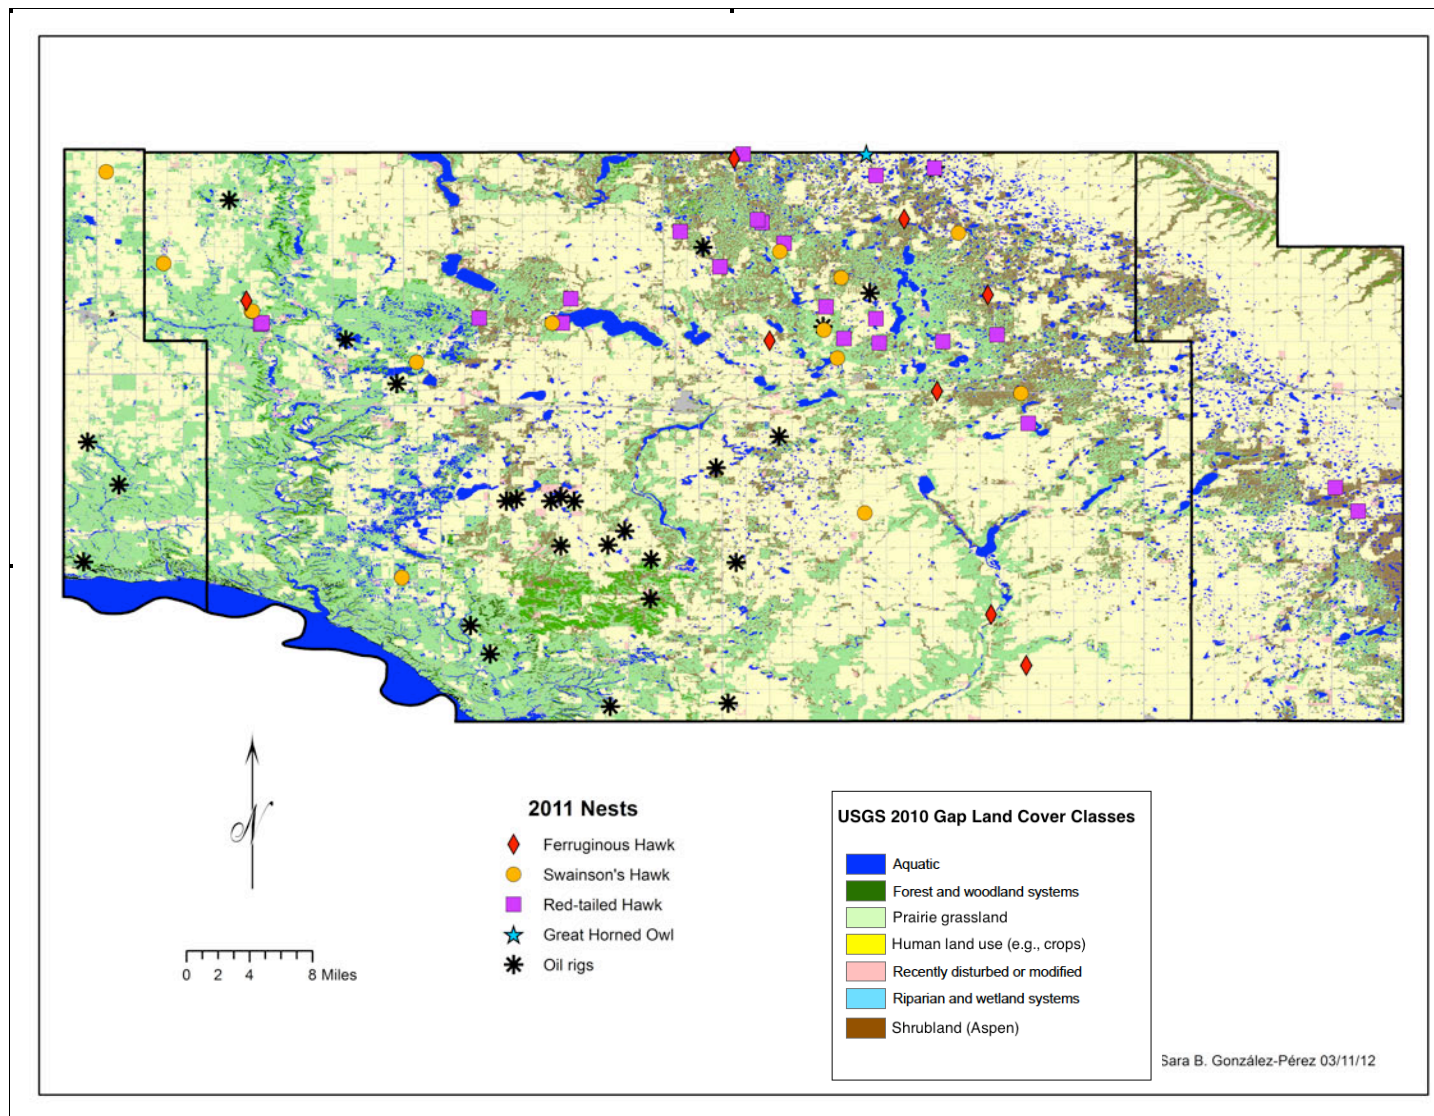 N
0 2 4 8 Miles
2011 Nests
Ferruginous Hawk
Swainson's Hawk
Red-tailed Hawk
Great Horned Owl
Oil rigs
USGS 2010 Gap Land Cover Classes
Aquatic
Forest and woodland systems
Prairie grassland
Human land use (e.g., crops)
Recently disturbed or modified
Riparian and wetland systems
Shrubland (Aspen)
Sara B. González-Pérez 03/11/12